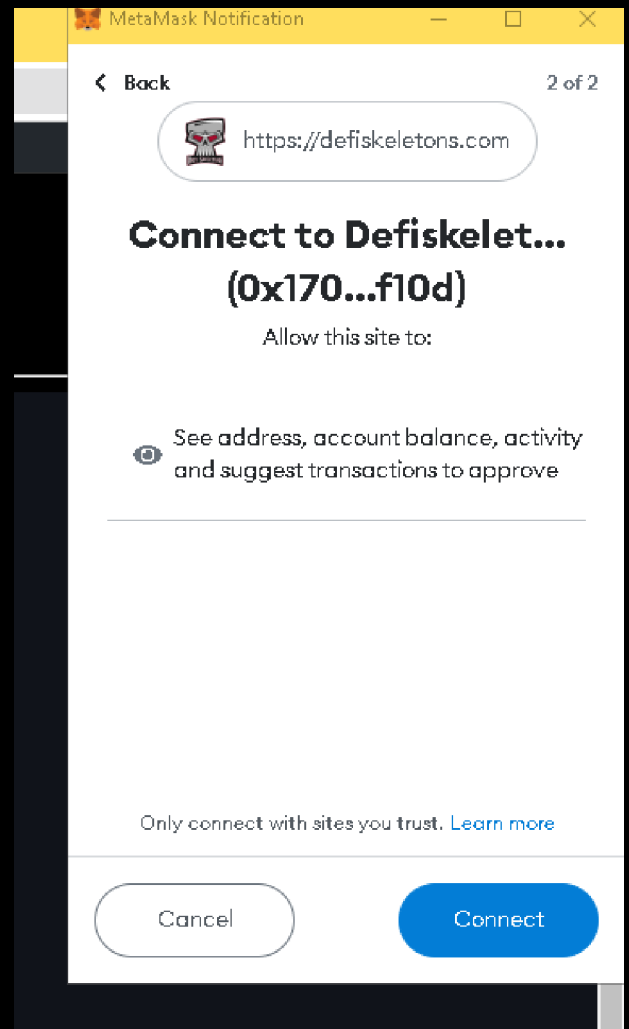 MetaMask Notification
Back
2 of 2
https://defiskeletons.com
Connect to Defiskelet...
(0x170...f10d)
Allow this site to:
See address, account balance, activity
and suggest transactions to approve
Only connect with sites you trust. Learn more
Cancel
Connect